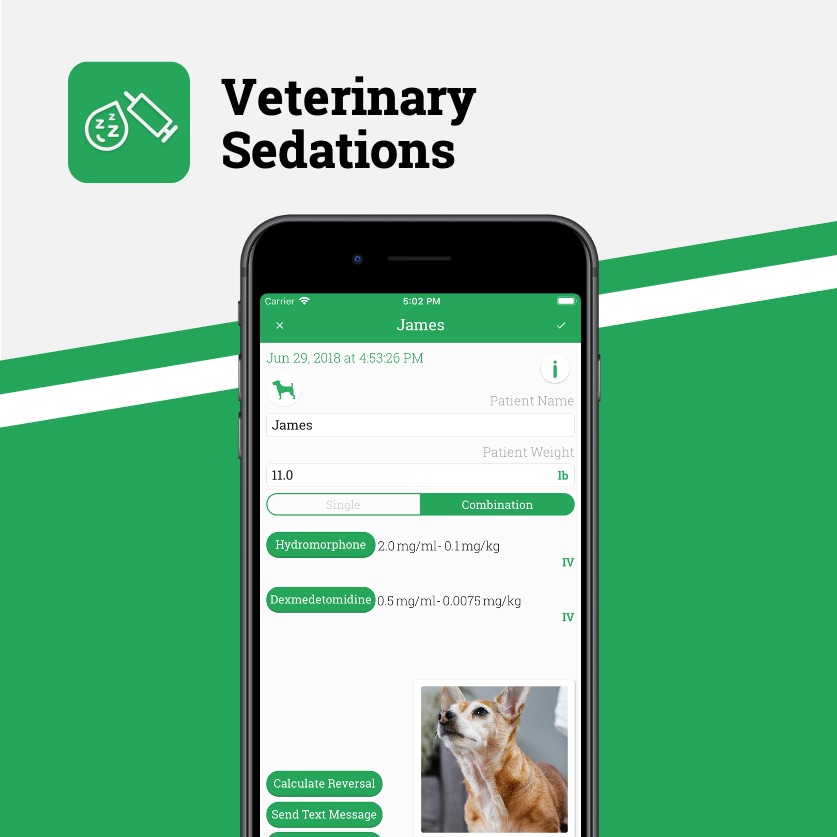 Veterinary
Sedations
z z z
Carrier 5:02 PM
× James ✓
Jun 29, 2018 at 4:53:26 PM
i
Patient Name
James
Patient Weight
11.0 lb
Single Combination
Hydromorphone 2.0 mg/ml- 0.1 mg/kg
IV
Dexmedetomidine 0.5 mg/ml- 0.0075 mg/kg
IV
Calculate Reversal
Send Text Message